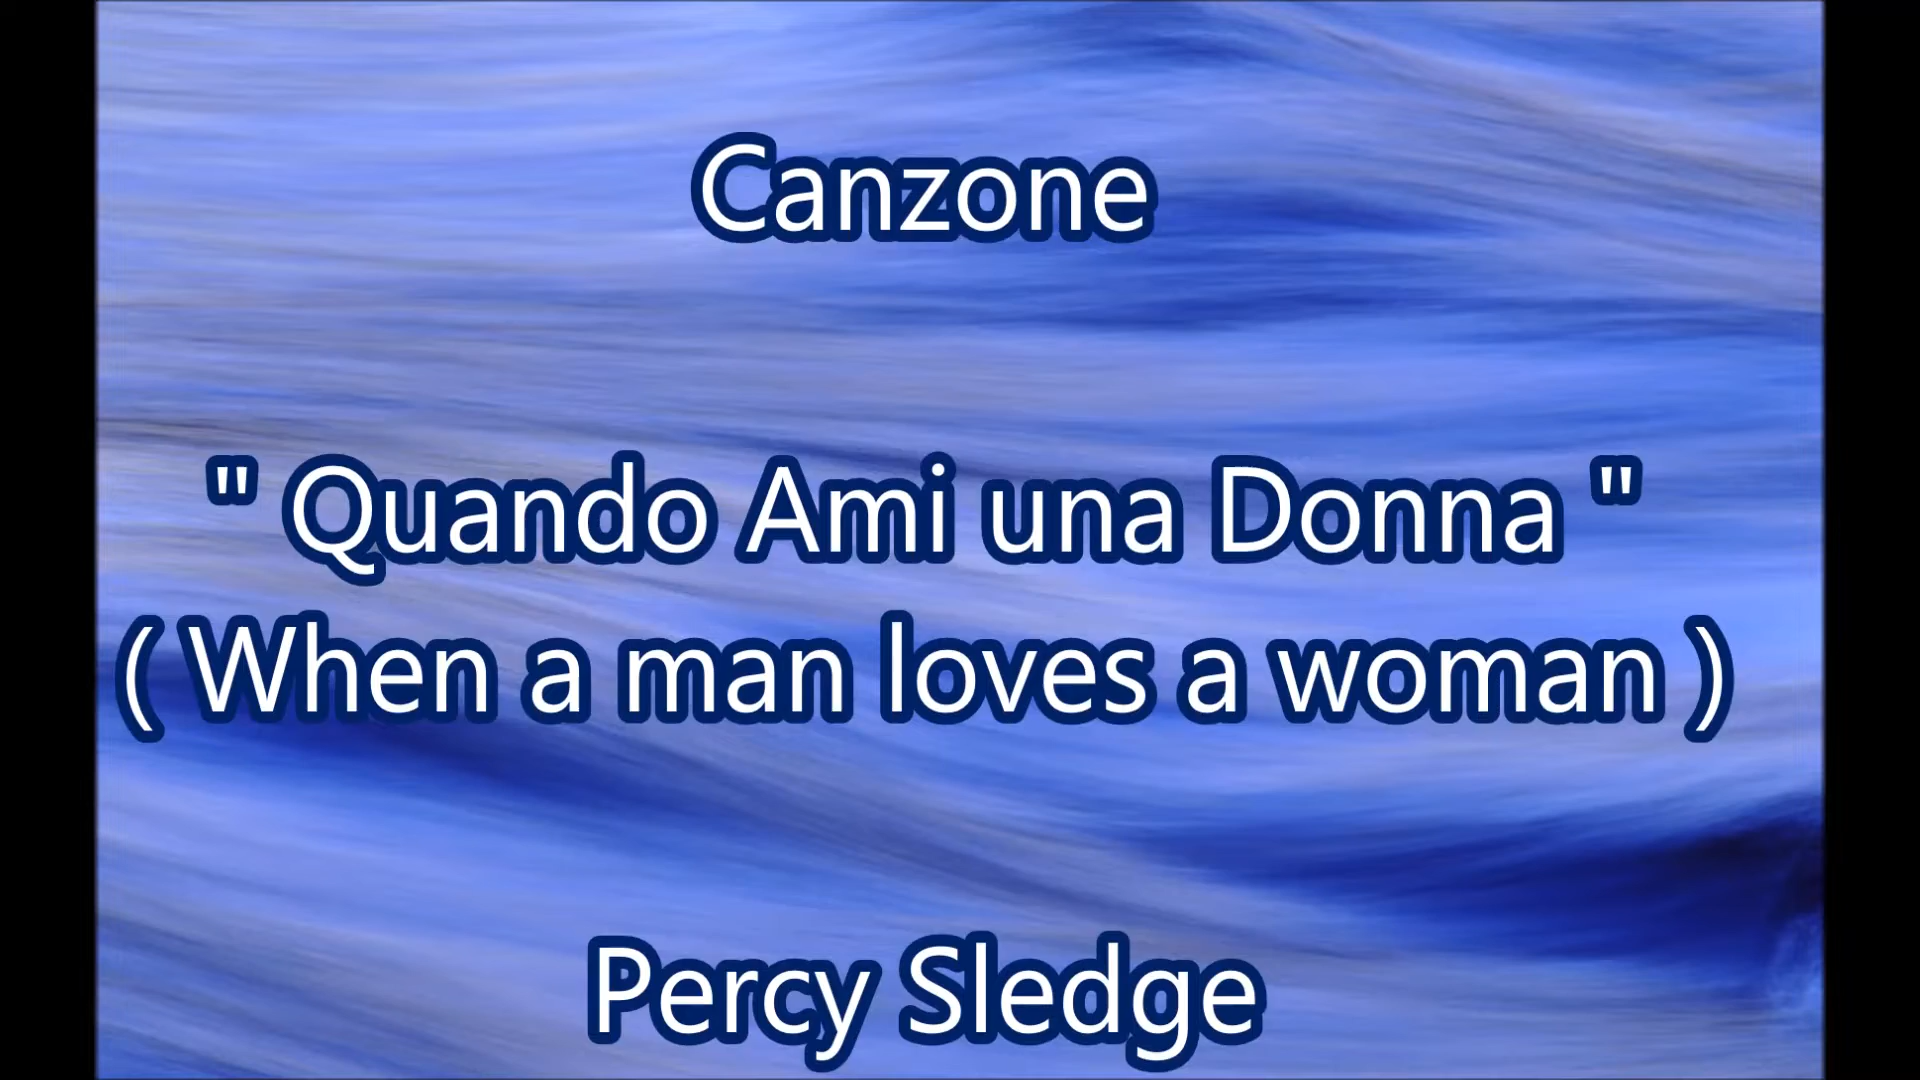 Canzone
" Quando Ami una Donna "
( When a man loves a woman )
Percy Sledge